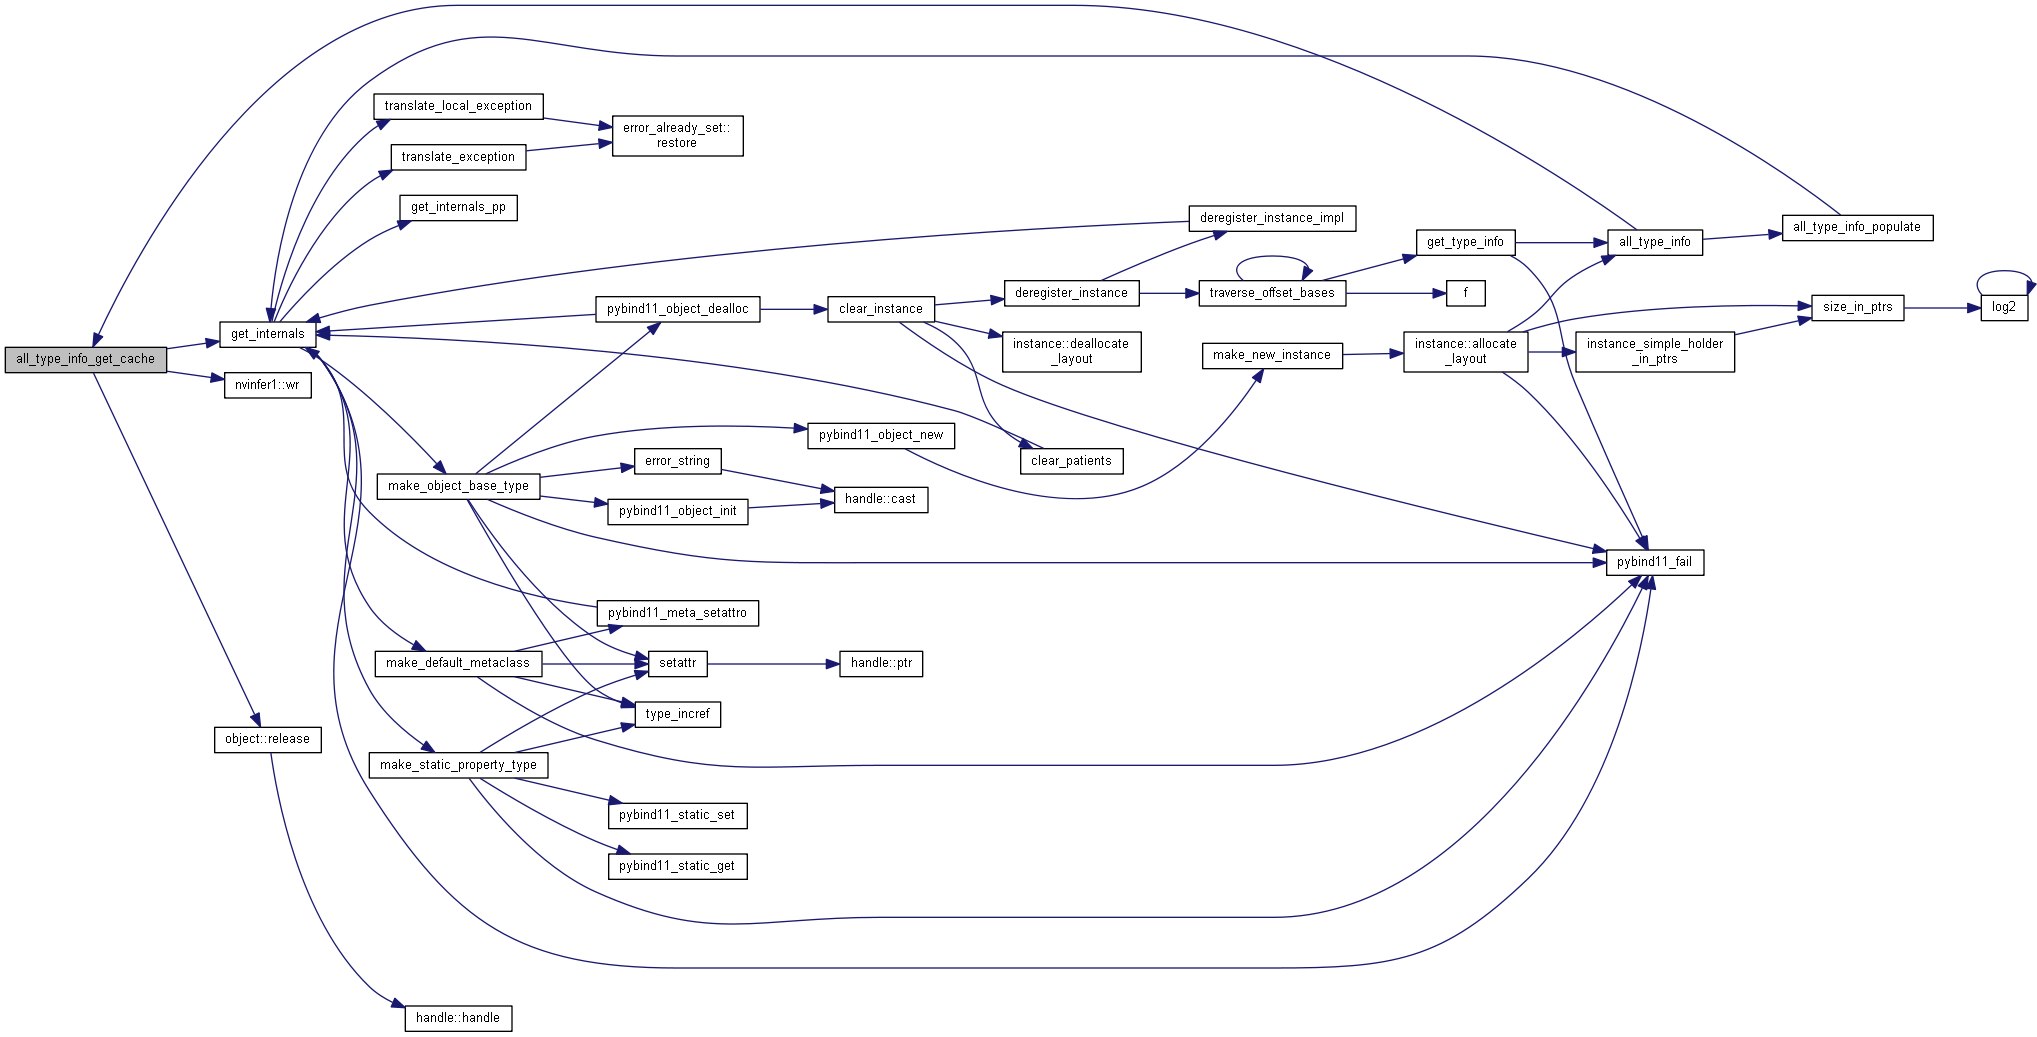 translate_local_exception
error_already_set::
restore
translate_exception
get_internals_pp
deregister_instance_impl
all_type_info_populate
get_type_info
all_type_info
deregister_instance
traverse_offset_bases
f
pybind11_object_dealloc
clear_instance
size_in_ptrs
log2
get_internals
instance::deallocate
_layout
make_new_instance
instance::allocate
_layout
instance_simple_holder
_in_ptrs
all_type_info_get_cache
nvinfer1::wr
pybind11_object_new
clear_patients
error_string
make_object_base_type
handle::cast
pybind11_object_init
pybind11_fail
pybind11_meta_setattro
make_default_metaclass
setattr
handle::ptr
type_incref
object::release
make_static_property_type
pybind11_static_set
pybind11_static_get
handle::handle